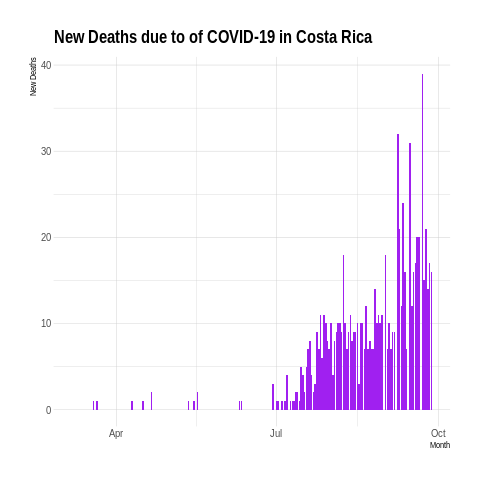 New Deaths due to of COVID-19 in Costa Rica
New Deaths
40
30
20
10
0
Apr
Jul
Oct
Month